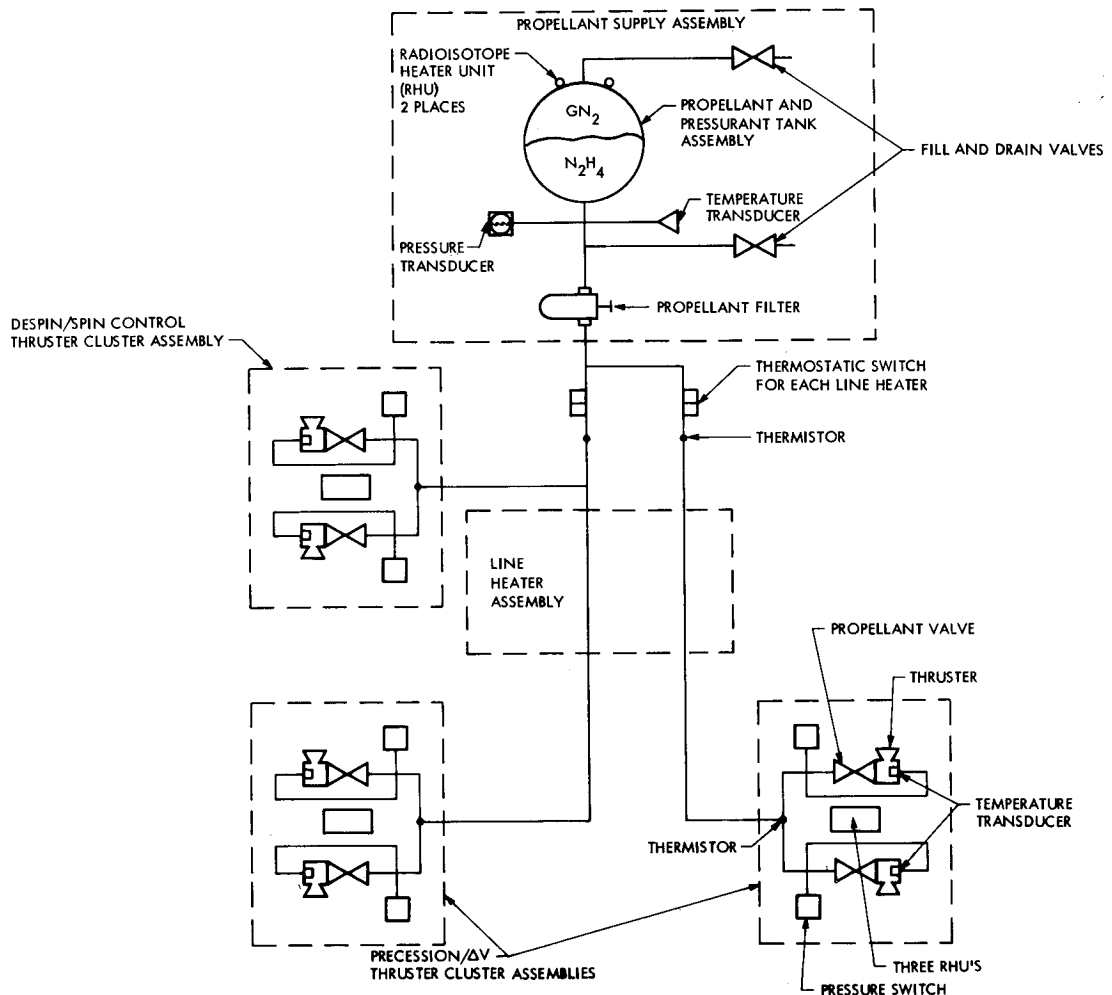 PROPELLANT SUPPLY ASSEMBLY
RADIOISOTOPE
HEATER UNIT
(RHU)
2 PLACES
GN2
N2H4
PROPELLANT AND
PRESSURANT TANK
ASSEMBLY
FILL AND DRAIN VALVES
TEMPERATURE
TRANSDUCER
PRESSURE
TRANSDUCER
PROPELLANT FILTER
DESPIN/SPIN CONTROL
THRUSTER CLUSTER ASSEMBLY
THERMOSTATIC SWITCH
FOR EACH LINE HEATER
THERMISTOR
LINE
HEATER
ASSEMBLY
PROPELLANT VALVE
THRUSTER
TEMPERATURE
TRANSDUCER
THERMISTOR
PRECESSION/ΔV
THRUSTER CLUSTER ASSEMBLIES
THREE RHU'S
PRESSURE SWITCH